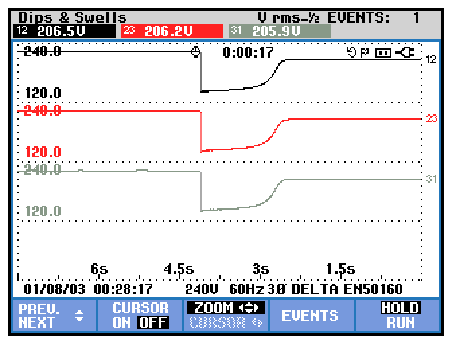 Dips & Swells V rms-½ EVENTS: 1
12 206.5V 23 206.2V 31 205.9V
240.0 0:00:17 P 12
120.0
240.0 23
120.0
240.0 31
120.0
6s 4.5s 3s 1.5s
01/08/03 00:28:17 240V 60Hz 3Ø DELTA EN50160
PREV. CURSOR ZOOM EVENTS HOLD
NEXT ON OFF CURSOR RUN